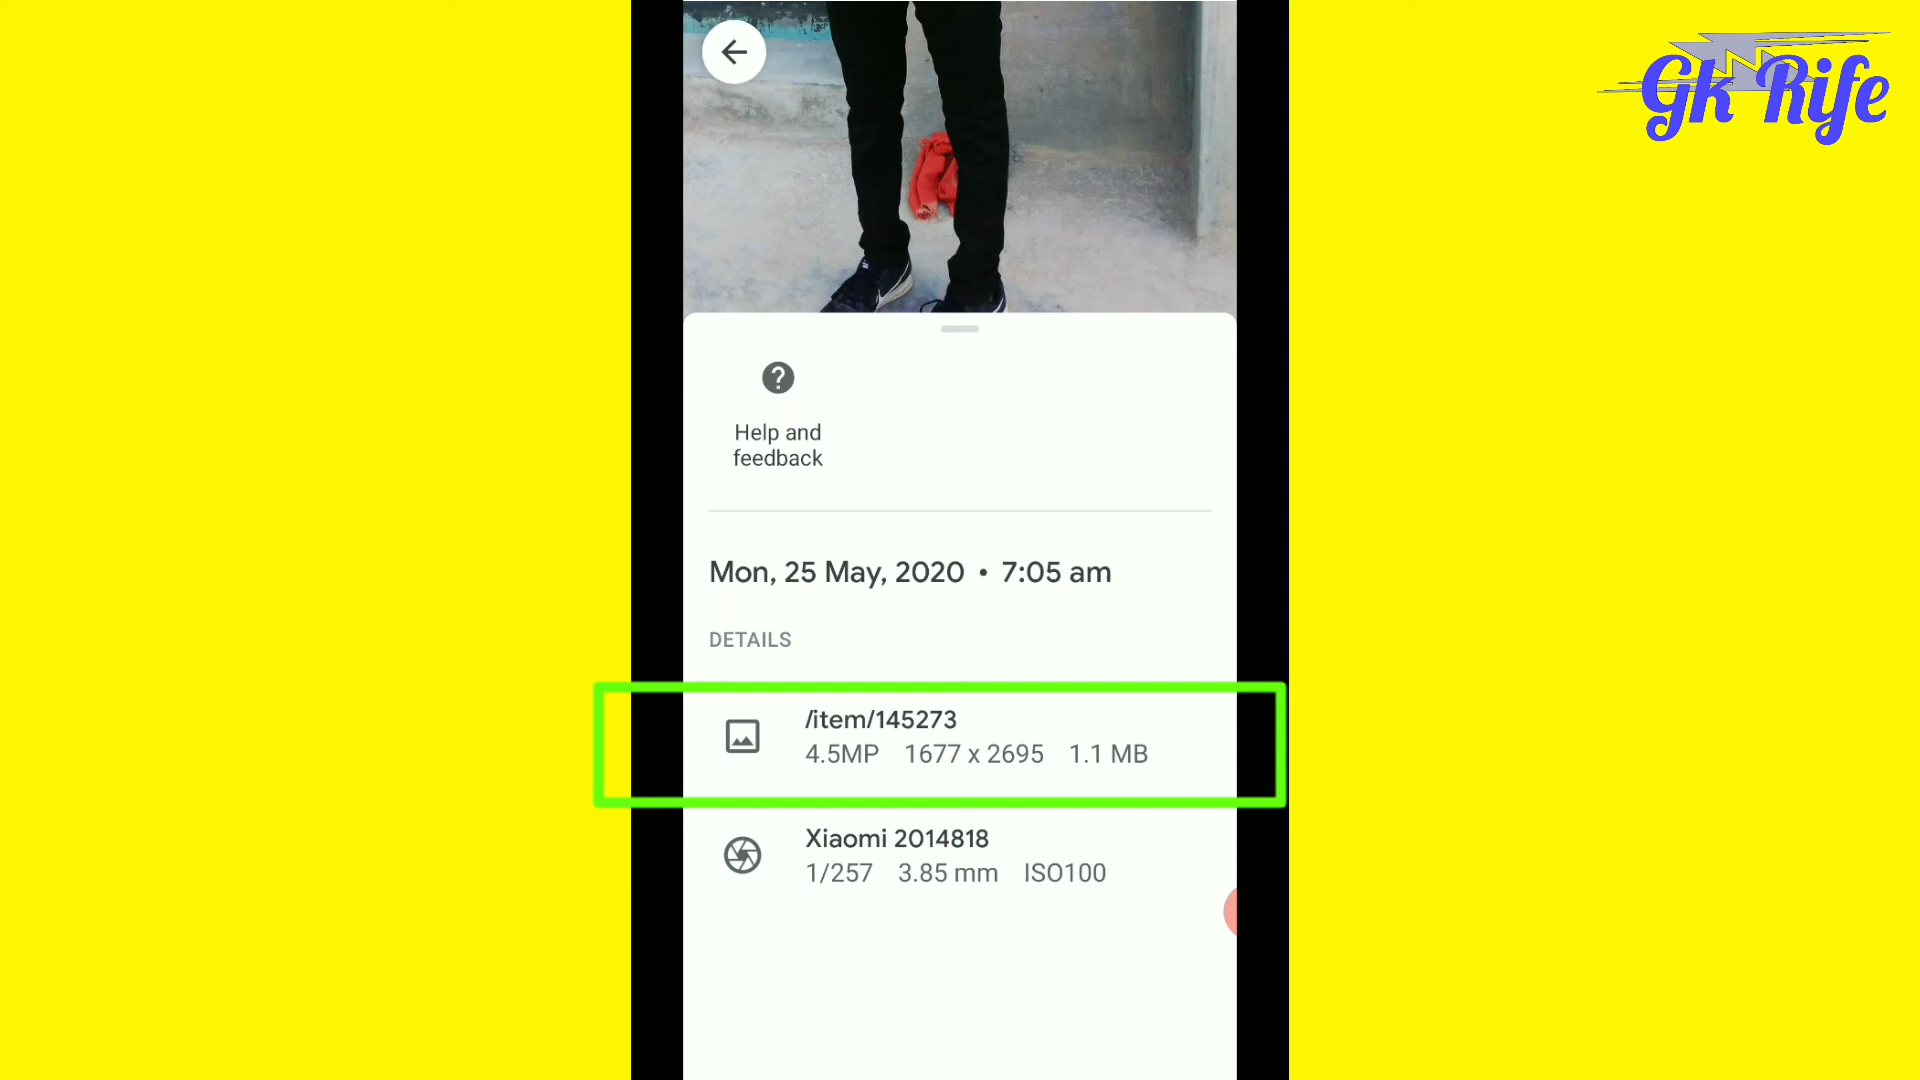 Gk Rife
Help and
feedback
Mon, 25 May, 2020 • 7:05 am
DETAILS
/item/145273
4.5MP 1677 x 2695 1.1 MB
Xiaomi 2014818
1/257 3.85 mm ISO100